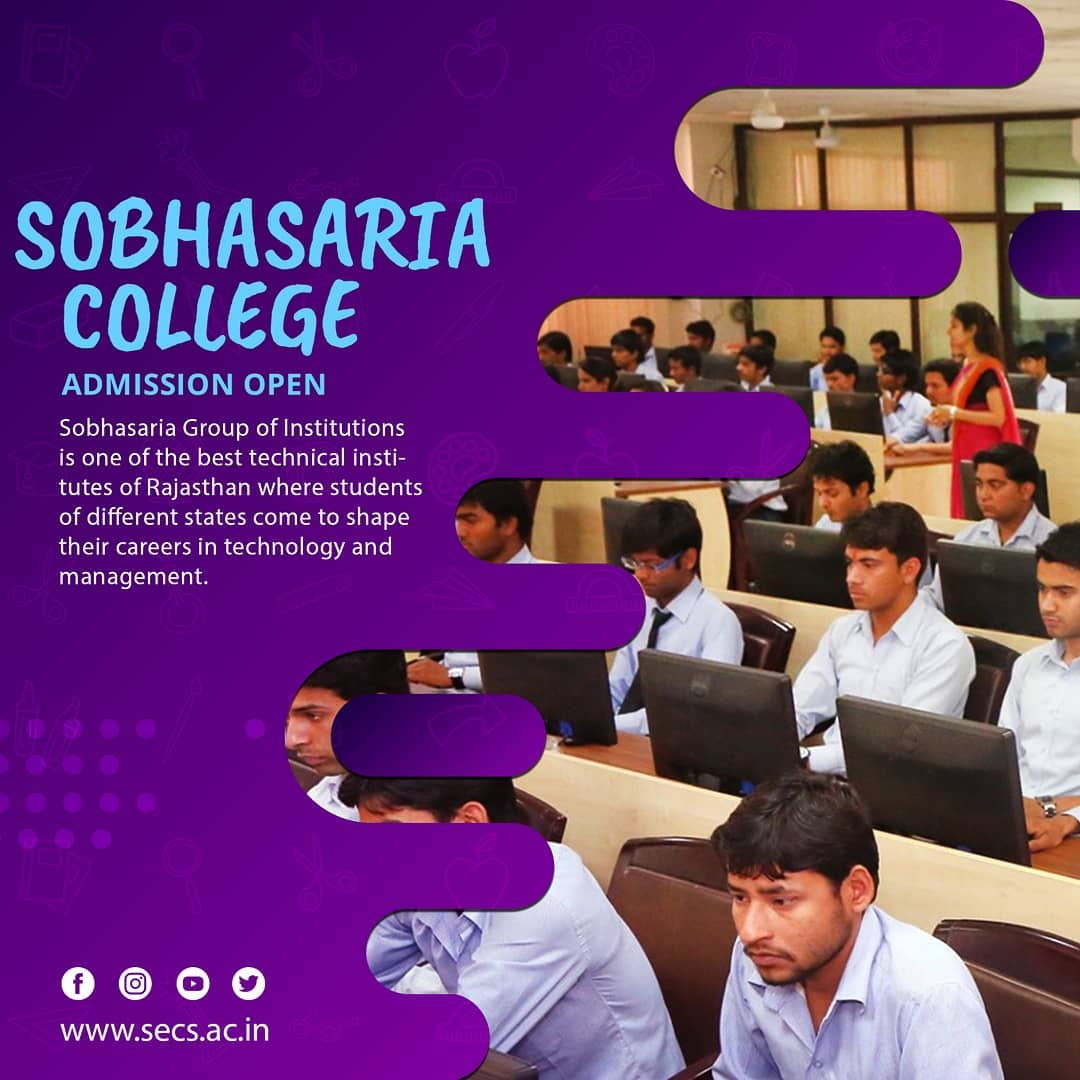 SOBHASARIA
COLLEGE
ADMISSION OPEN
Sobhasaria Group of Institutions
is one of the best technical insti-
tutes of Rajasthan where students
of different states come to shape
their careers in technology and
management.
www.secs.ac.in